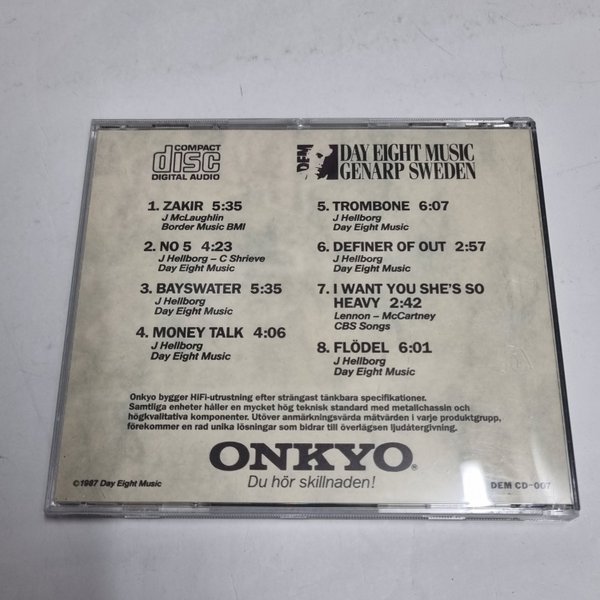 COMPACT
disc
DIGITAL AUDIO
DEM
DAY EIGHT MUSIC
GENARP SWEDEN
1. ZAKIR 5:35
J McLaughlin
Border Music BMI
2. NO 5 4:23
J Hellborg – C Shrieve
Day Eight Music
3. BAYSWATER 5:35
J Hellborg
Day Eight Music
4. MONEY TALK 4:06
J Hellborg
Day Eight Music
5. TROMBONE 6:07
J Hellborg
Day Eight Music
6. DEFINER OF OUT 2:57
J Hellborg
Day Eight Music
7. I WANT YOU SHE'S SO
HEAVY 2:42
Lennon – McCartney
CBS Songs
8. FLÖDEL 6:01
J Hellborg
Day Eight Music
Onkyo bygger HiFi-utrustning efter strängast tänkbara specifikationer.
Samtliga enheter håller en mycket hög teknisk standard med metallchassin och
högkvalitativa komponenter. Utöver anmärkningsvärda mätvärden i varje produktgrupp,
förekommer en rad unika lösningar som bidrar till överlägsen ljudåtergivning.
ONKYO®
Du hör skillnaden!
©1987 Day Eight Music
DEM CD-007